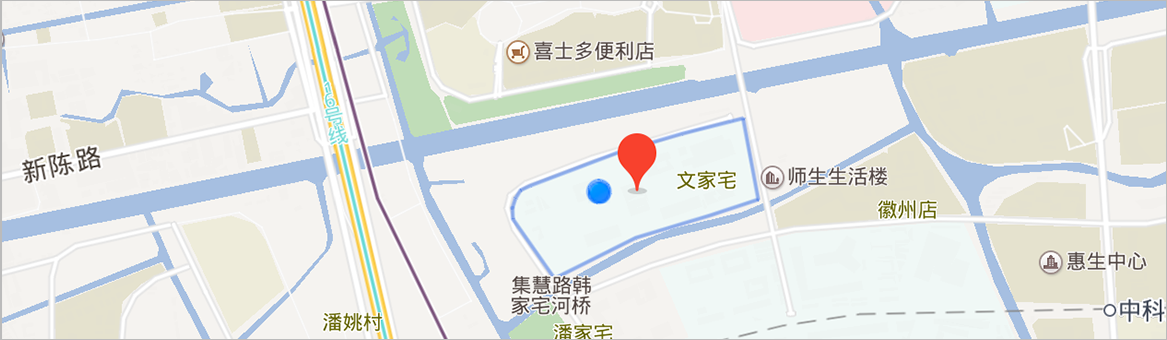 喜士多便利店
16号线
新陈路
文家宅
师生生活楼
徽州店
惠生中心
集慧路韩
家宅河桥
中科
潘姚村
潘家宅